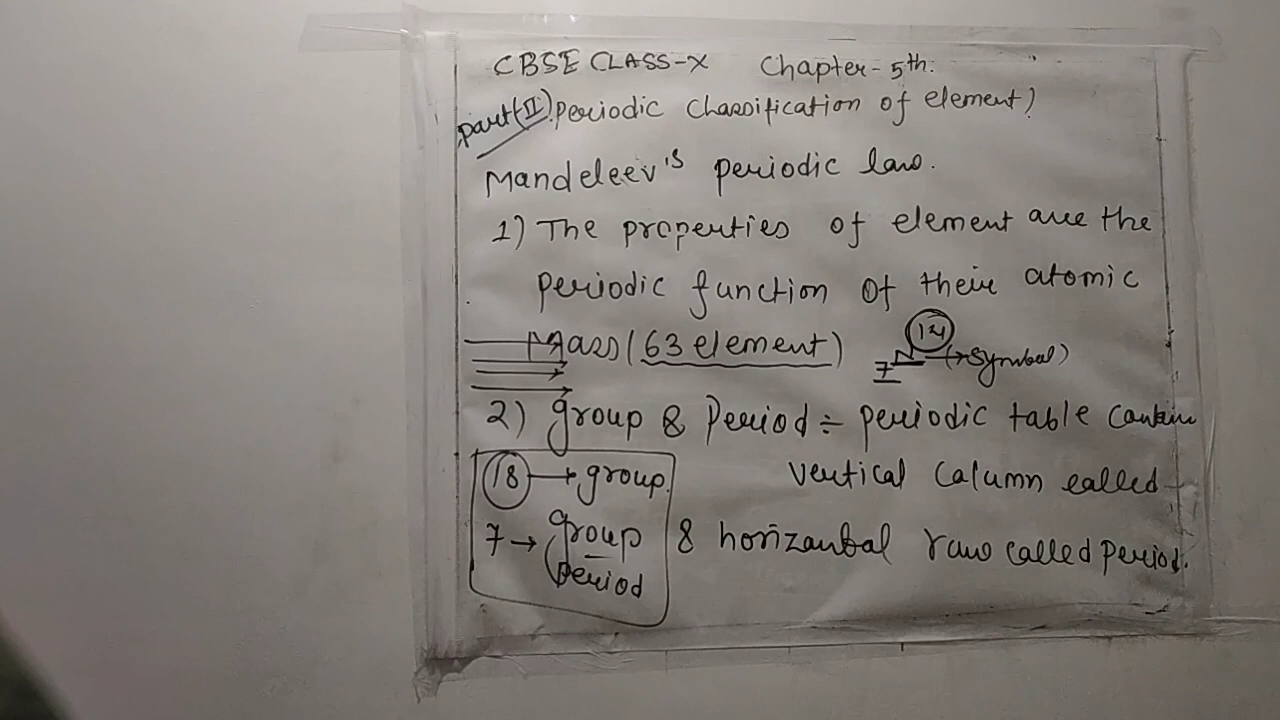 CBSE CLASS-X Chapter-5th.
Part(II) Periodic Classification of element?
Mandeleev's periodic law.
1) The properties of element are the
periodic function of their atomic
Mass (63 element) 14
7 N → symbol)
2) group & Period ÷ periodic table contain
18 → group. vertical Calumn called
7 → group & horizontal raw called period.
(period